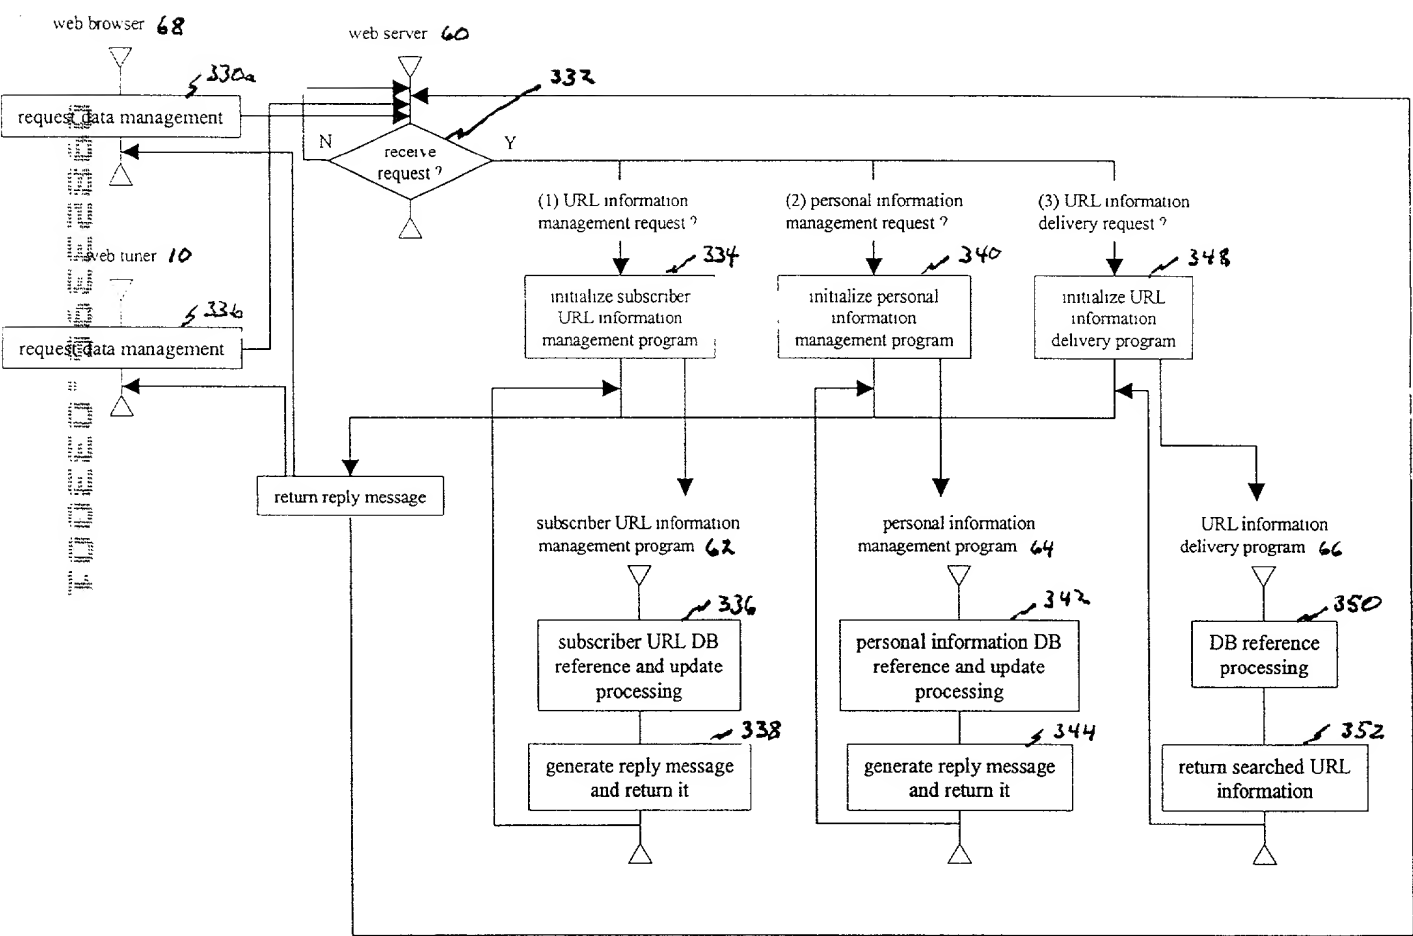 web browser 68
web server 60
330a
332
request data management
N
Y
receive
request ?
(1) URL information
management request ?
(2) personal information
management request ?
(3) URL information
delivery request ?
web tuner 10
334
340
348
initialize subscriber
URL information
management program
initialize personal
information
management program
initialize URL
information
delivery program
request data management
return reply message
subscriber URL information
management program 62
personal information
management program 64
URL information
delivery program 66
336
342
350
subscriber URL DB
reference and update
processing
personal information DB
reference and update
processing
DB reference
processing
338
344
352
generate reply message
and return it
generate reply message
and return it
return searched URL
information